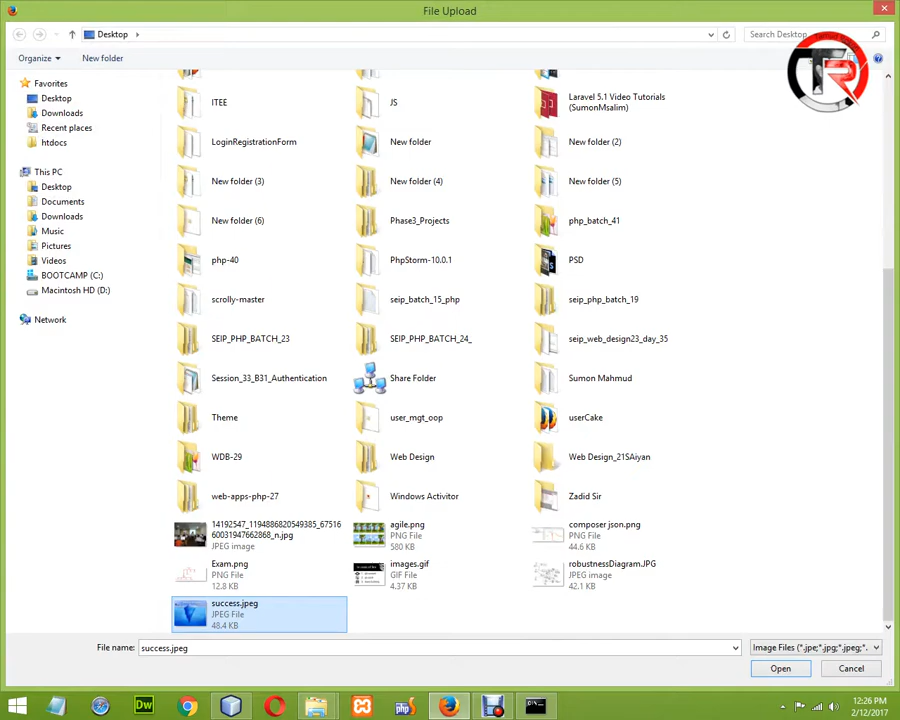 File Upload
Desktop
Search Desktop
Organize
New folder
Favorites
Desktop
Downloads
Recent places
htdocs
This PC
Desktop
Documents
Downloads
Music
Pictures
Videos
BOOTCAMP (C:)
Macintosh HD (D:)
Network
ITEE
JS
Laravel 5.1 Video Tutorials
(SumonMsalim)
LoginRegistrationForm
New folder
New folder (2)
New folder (3)
New folder (4)
New folder (5)
New folder (6)
Phase3_Projects
php_batch_41
php-40
PhpStorm-10.0.1
PSD
scrolly-master
seip_batch_15_php
seip_php_batch_19
SEIP_PHP_BATCH_23
SEIP_PHP_BATCH_24_
seip_web_design23_day_35
Session_33_B31_Authentication
Share Folder
Sumon Mahmud
Theme
user_mgt_oop
userCake
WDB-29
Web Design
Web Design_21SAiyan
web-apps-php-27
Windows Activitor
Zadid Sir
14192547_1194886820549385_67516
60031947662868_n.jpg
JPEG image
agile.png
PNG File
580 KB
composer json.png
PNG File
44.6 KB
Exam.png
PNG File
12.8 KB
images.gif
GIF File
4.37 KB
robustnessDiagram.JPG
JPEG image
42.1 KB
success.jpeg
JPEG File
48.4 KB
File name:
success.jpeg
Image Files (*.jpe;*.jpg;*.jpeg;*.
Open
Cancel
Dw
php
12:26 PM
2/12/2017